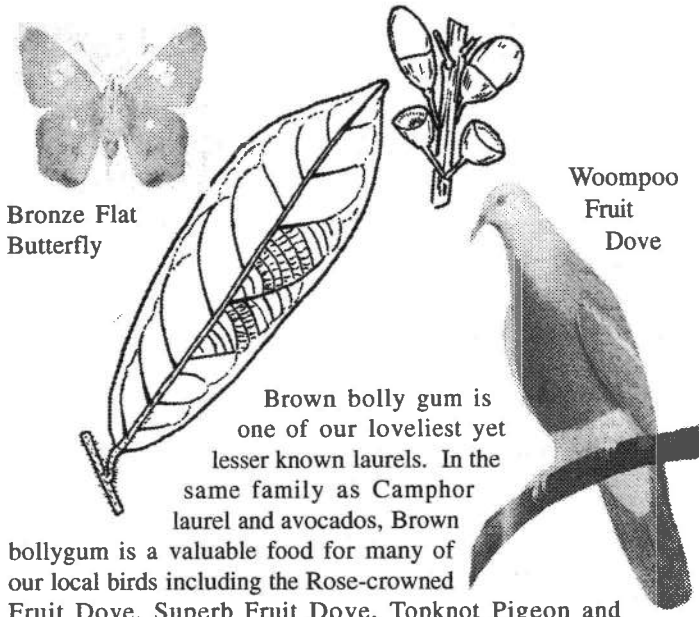 Bronze Flat
Butterfly
Woompoo
Fruit
Dove
Brown bolly gum is
one of our loveliest yet
lesser known laurels. In the
same family as Camphor
laurel and avocados, Brown
bollygum is a valuable food for many of
our local birds including the Rose-crowned
Fruit Dove, Superb Fruit Dove, Topknot Pigeon and